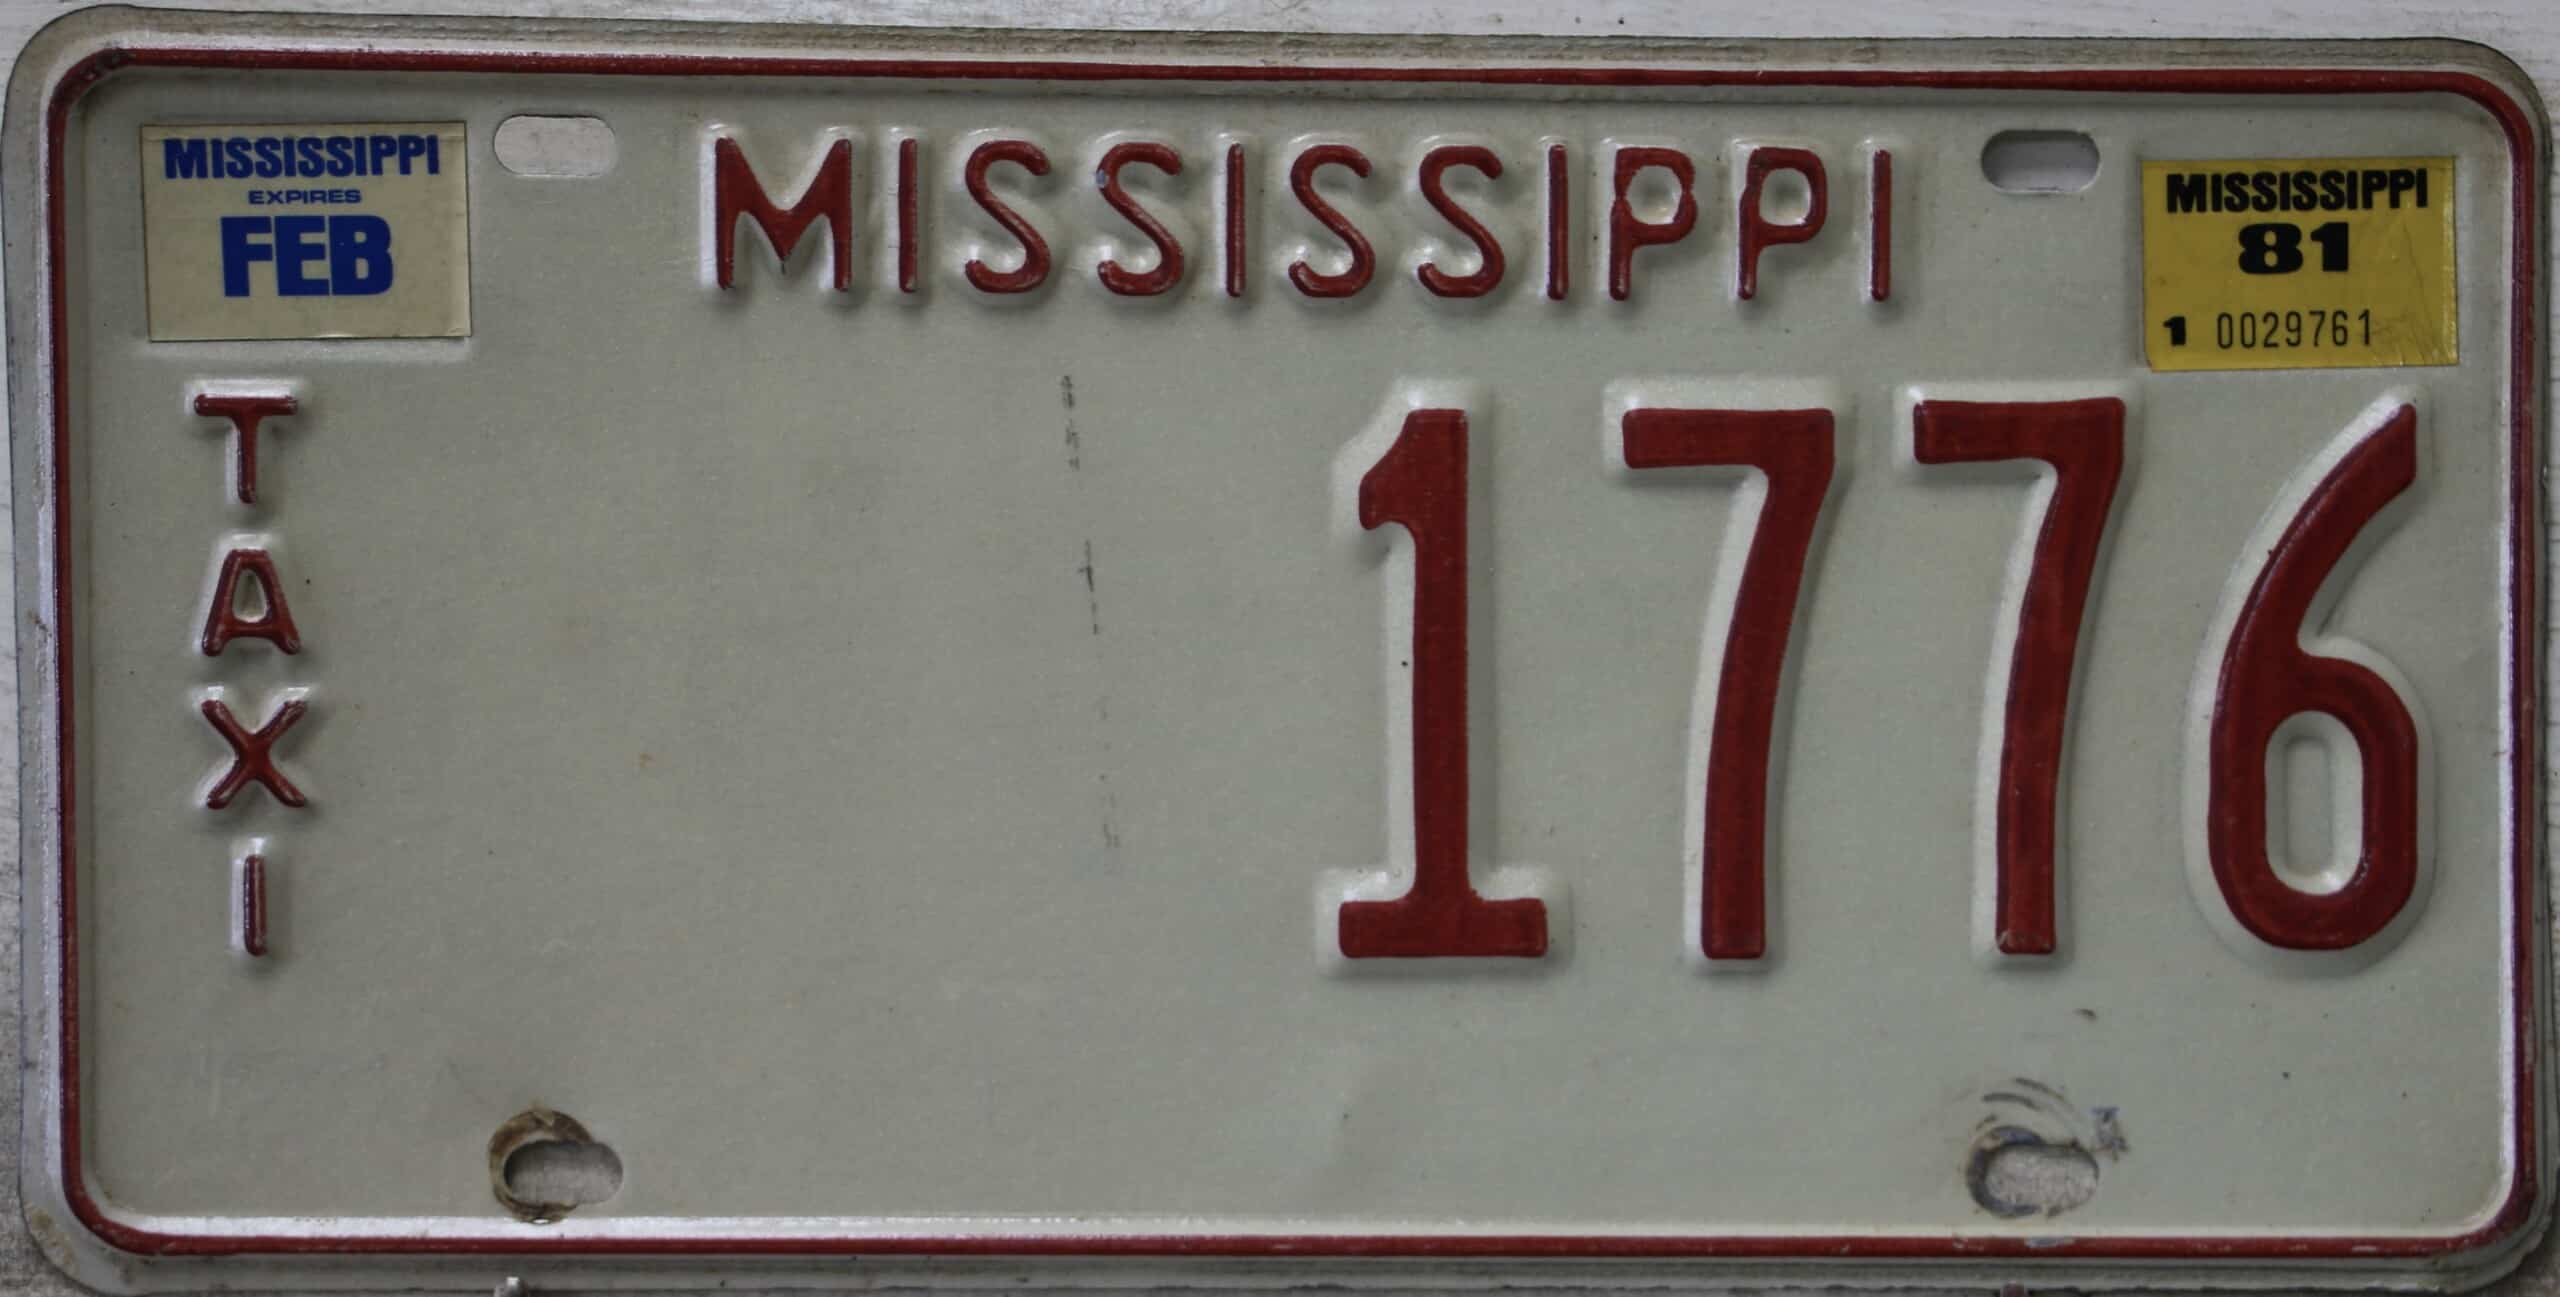 MISSISSIPPI
EXPIRES
FEB
MISSISSIPPI
MISSISSIPPI
81
1 0029761
TAXI
1776